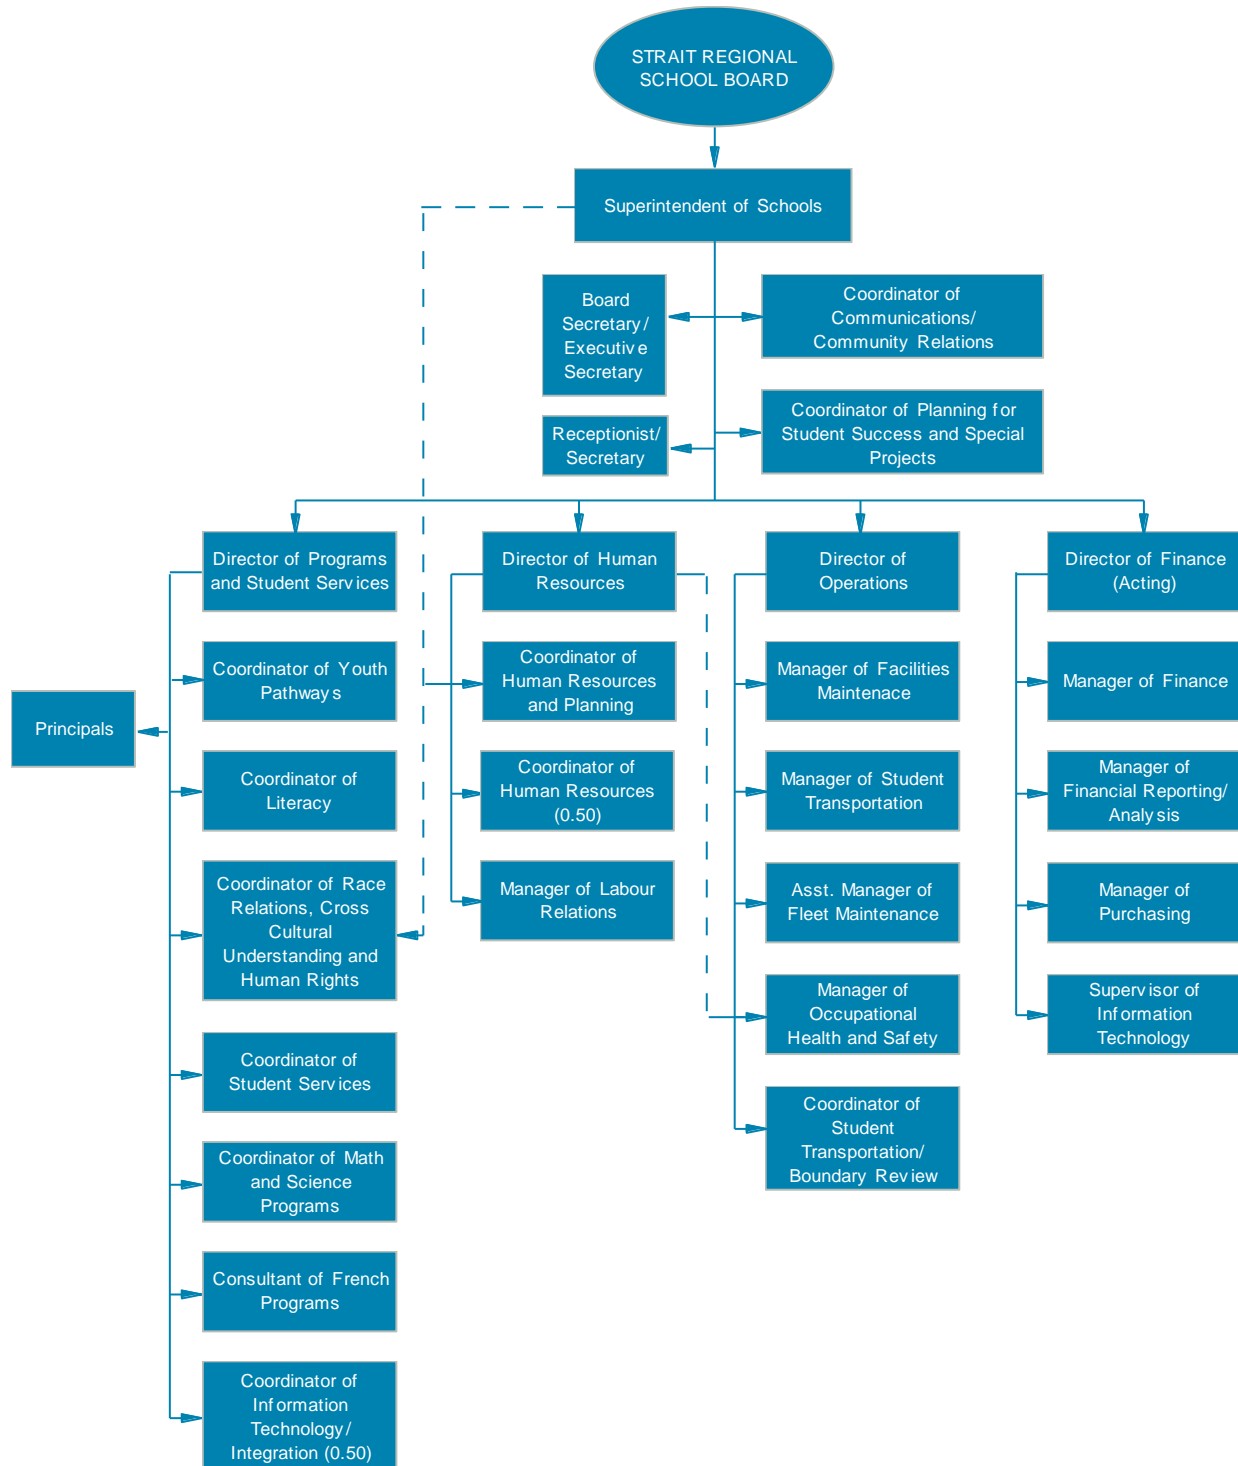 STRAIT REGIONAL
SCHOOL BOARD
Superintendent of Schools
Board
Secretary/
Executive
Secretary
Coordinator of
Communications/
Community Relations
Receptionist/
Secretary
Coordinator of Planning for
Student Success and Special
Projects
Director of Programs
and Student Services
Director of Human
Resources
Director of
Operations
Director of Finance
(Acting)
Principals
Coordinator of Youth
Pathways
Coordinator of
Literacy
Coordinator of Race
Relations, Cross
Cultural
Understanding and
Human Rights
Coordinator of
Student Services
Coordinator of Math
and Science
Programs
Consultant of French
Programs
Coordinator of
Information
Technology/
Integration (0.50)
Coordinator of
Human Resources
and Planning
Coordinator of
Human Resources
(0.50)
Manager of Labour
Relations
Manager of Facilities
Maintenace
Manager of Student
Transportation
Asst. Manager of
Fleet Maintenance
Manager of
Occupational
Health and Safety
Coordinator of
Student
Transportation/
Boundary Review
Manager of Finance
Manager of
Financial Reporting/
Analysis
Manager of
Purchasing
Supervisor of
Information
Technology